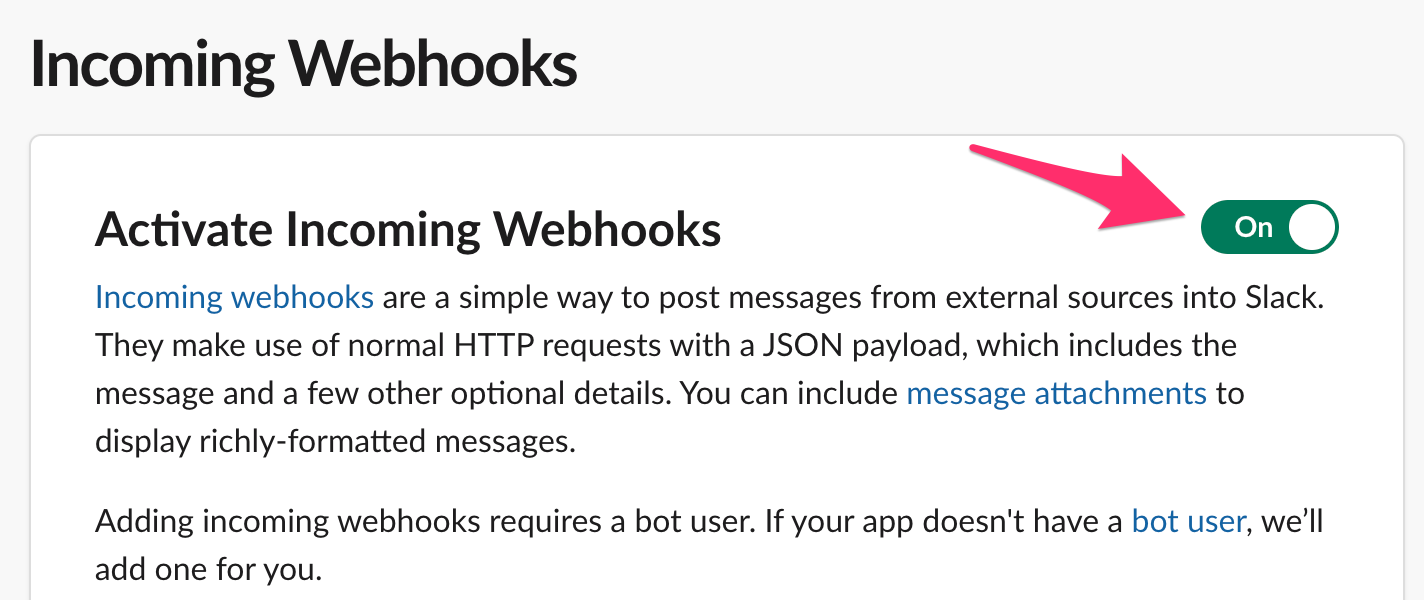 Incoming Webhooks
Activate Incoming Webhooks
On
Incoming webhooks are a simple way to post messages from external sources into Slack.
They make use of normal HTTP requests with a JSON payload, which includes the
message and a few other optional details. You can include message attachments to
display richly-formatted messages.
Adding incoming webhooks requires a bot user. If your app doesn't have a bot user, we’ll
add one for you.